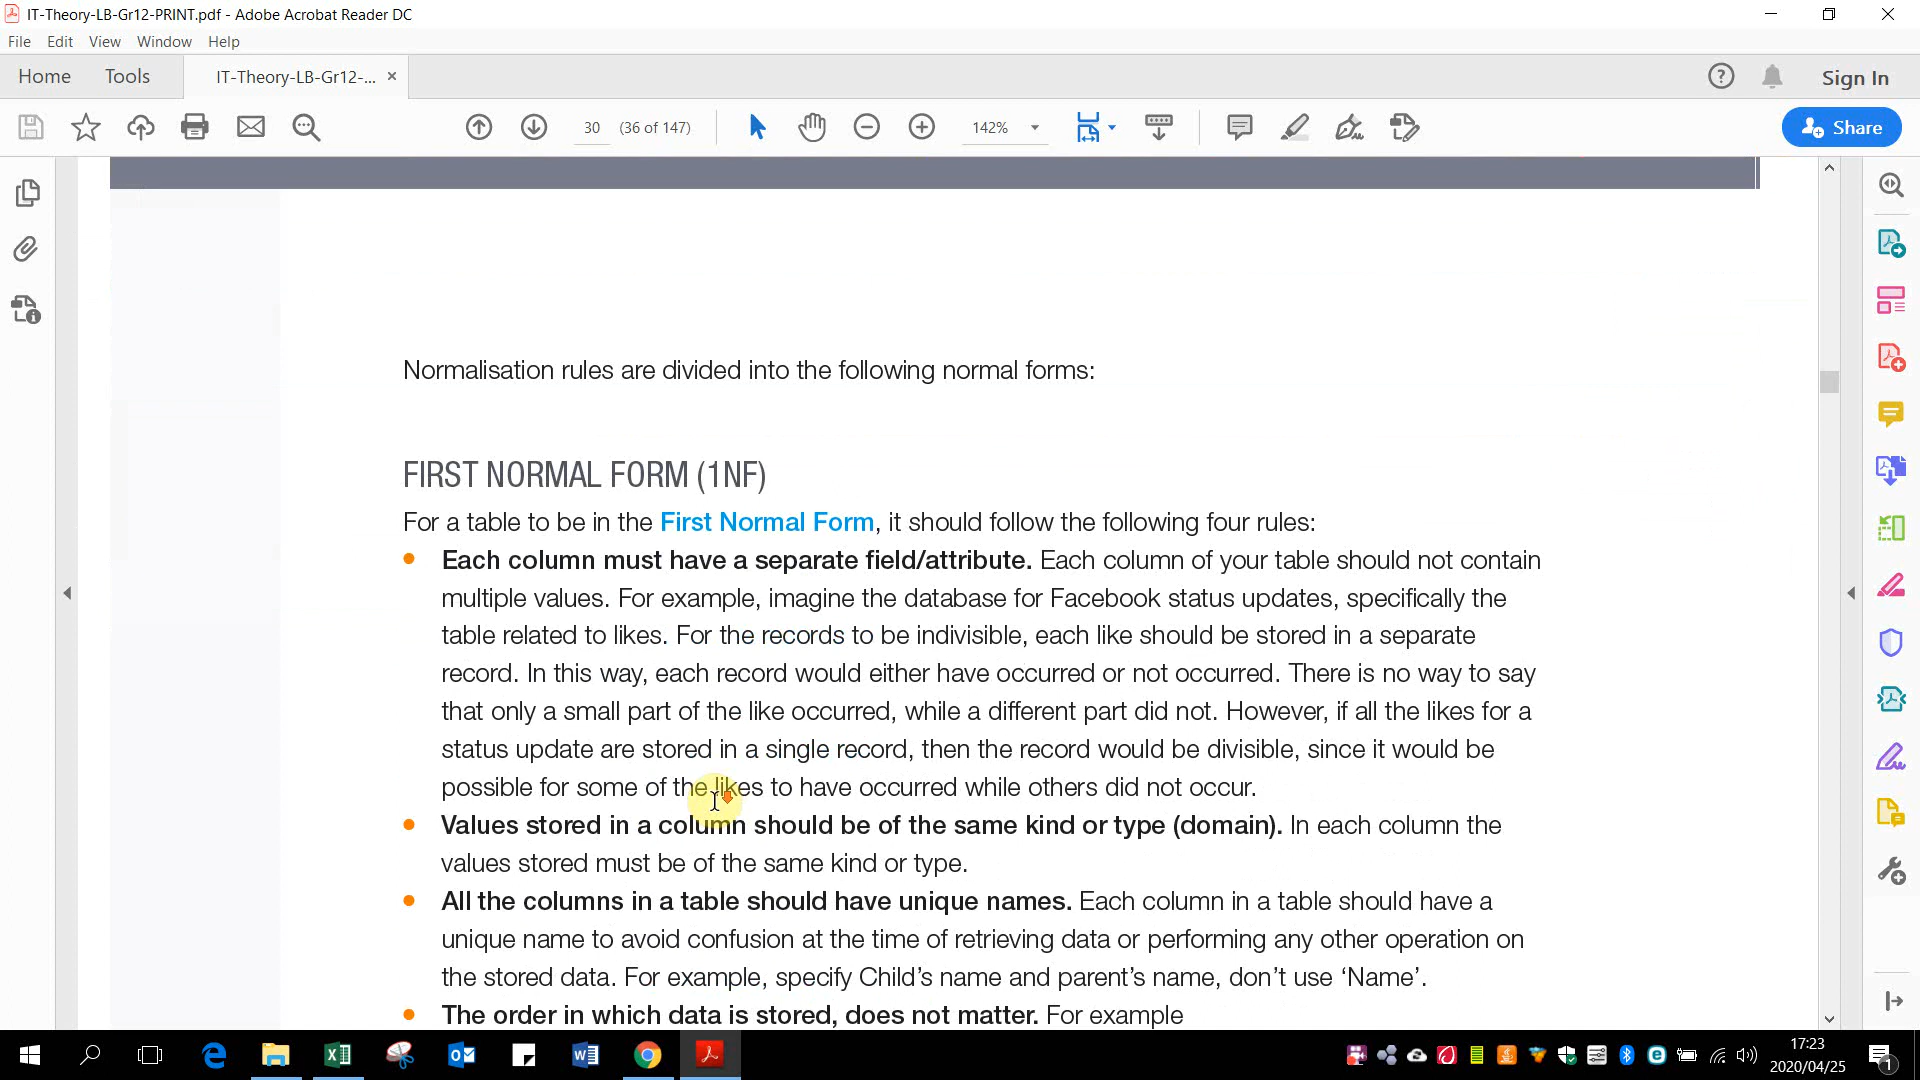 IT-Theory-LB-Gr12-PRINT.pdf - Adobe Acrobat Reader DC
File Edit View Window Help
Home Tools IT-Theory-LB-Gr12-... × Sign In
30 (36 of 147) 142% Share
Normalisation rules are divided into the following normal forms:
FIRST NORMAL FORM (1NF)
For a table to be in the First Normal Form, it should follow the following four rules:
• Each column must have a separate field/attribute. Each column of your table should not contain
multiple values. For example, imagine the database for Facebook status updates, specifically the
table related to likes. For the records to be indivisible, each like should be stored in a separate
record. In this way, each record would either have occurred or not occurred. There is no way to say
that only a small part of the like occurred, while a different part did not. However, if all the likes for a
status update are stored in a single record, then the record would be divisible, since it would be
possible for some of the likes to have occurred while others did not occur.
• Values stored in a column should be of the same kind or type (domain). In each column the
values stored must be of the same kind or type.
• All the columns in a table should have unique names. Each column in a table should have a
unique name to avoid confusion at the time of retrieving data or performing any other operation on
the stored data. For example, specify Child's name and parent's name, don't use ‘Name’.
• The order in which data is stored, does not matter. For example
17:23
2020/04/25
1